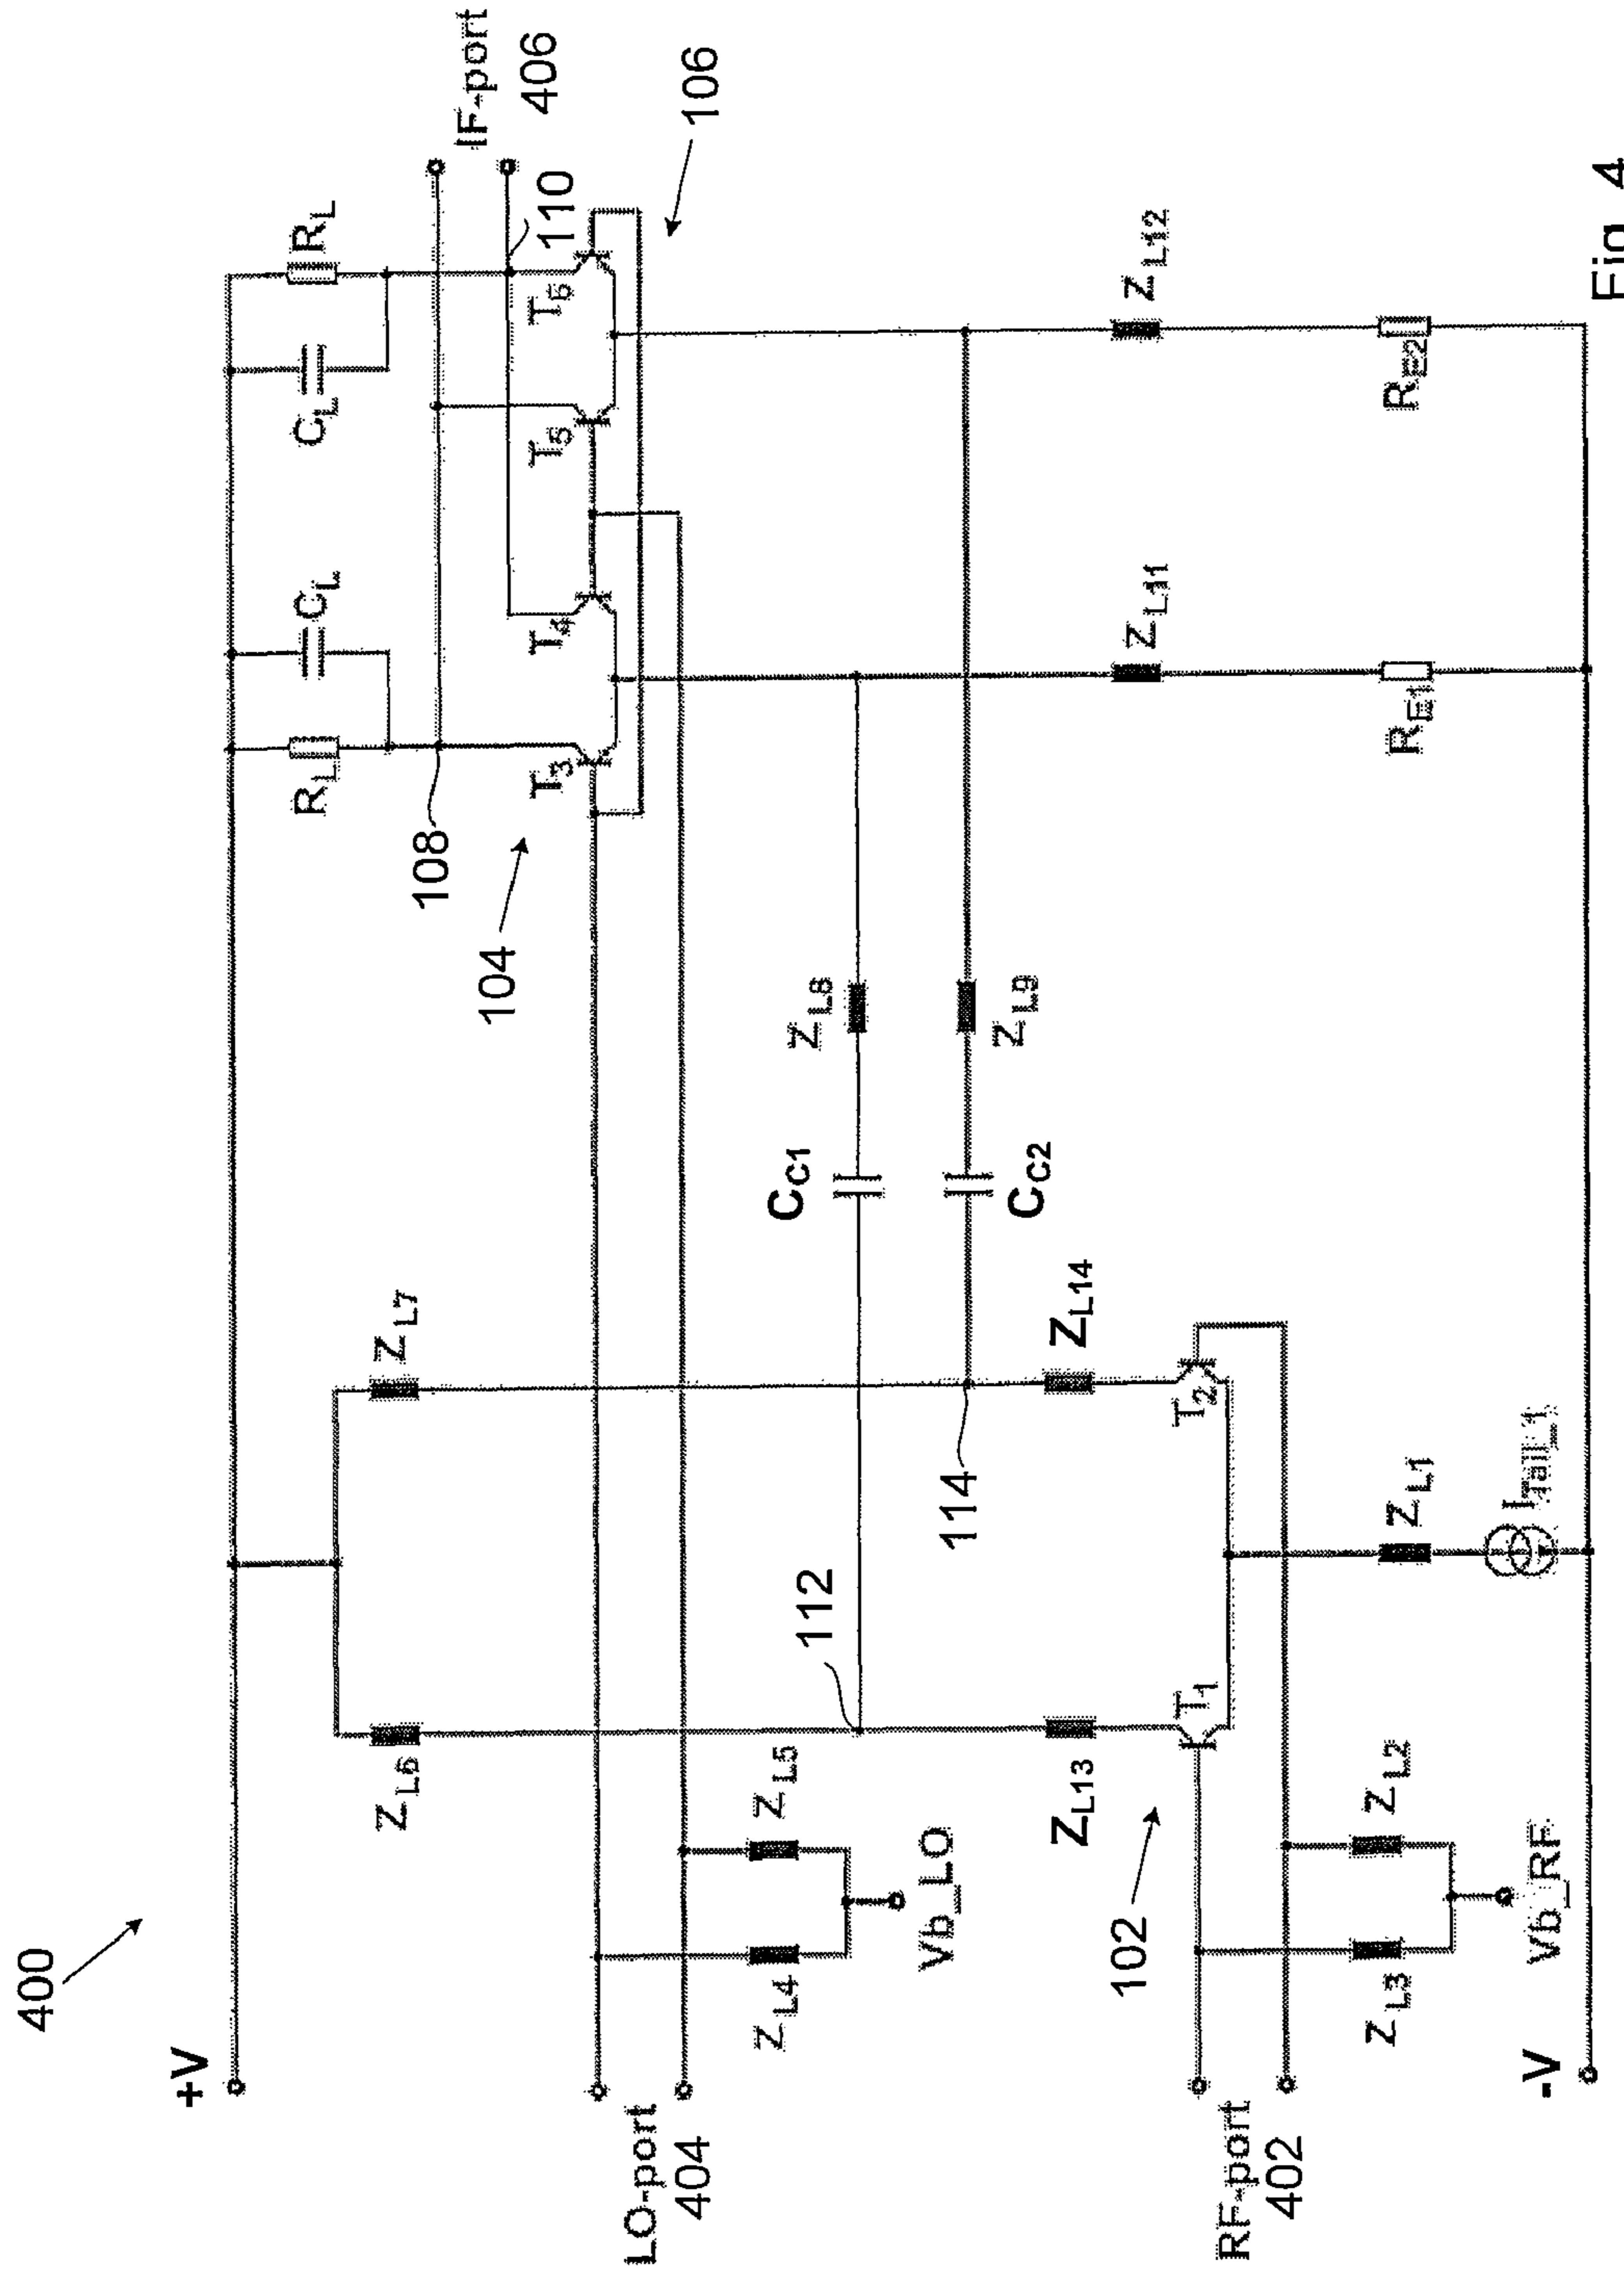 400
+V
LO-port
404
RF-port
402
-V
Z L6
Z L7
Z L4
Z L5
Vb_LO
112
114
Z L13
Z L14
102
T1
T2
Z L3
Z L2
Vb_RF
Z L1
I Tail_1
C C1
C C2
Z L8
Z L9
104
108
R L
C L
C L
R L
T3
T4
T5
T6
110
IF-port
406
106
Z L11
Z L12
R E1
R E2
Fig. 4